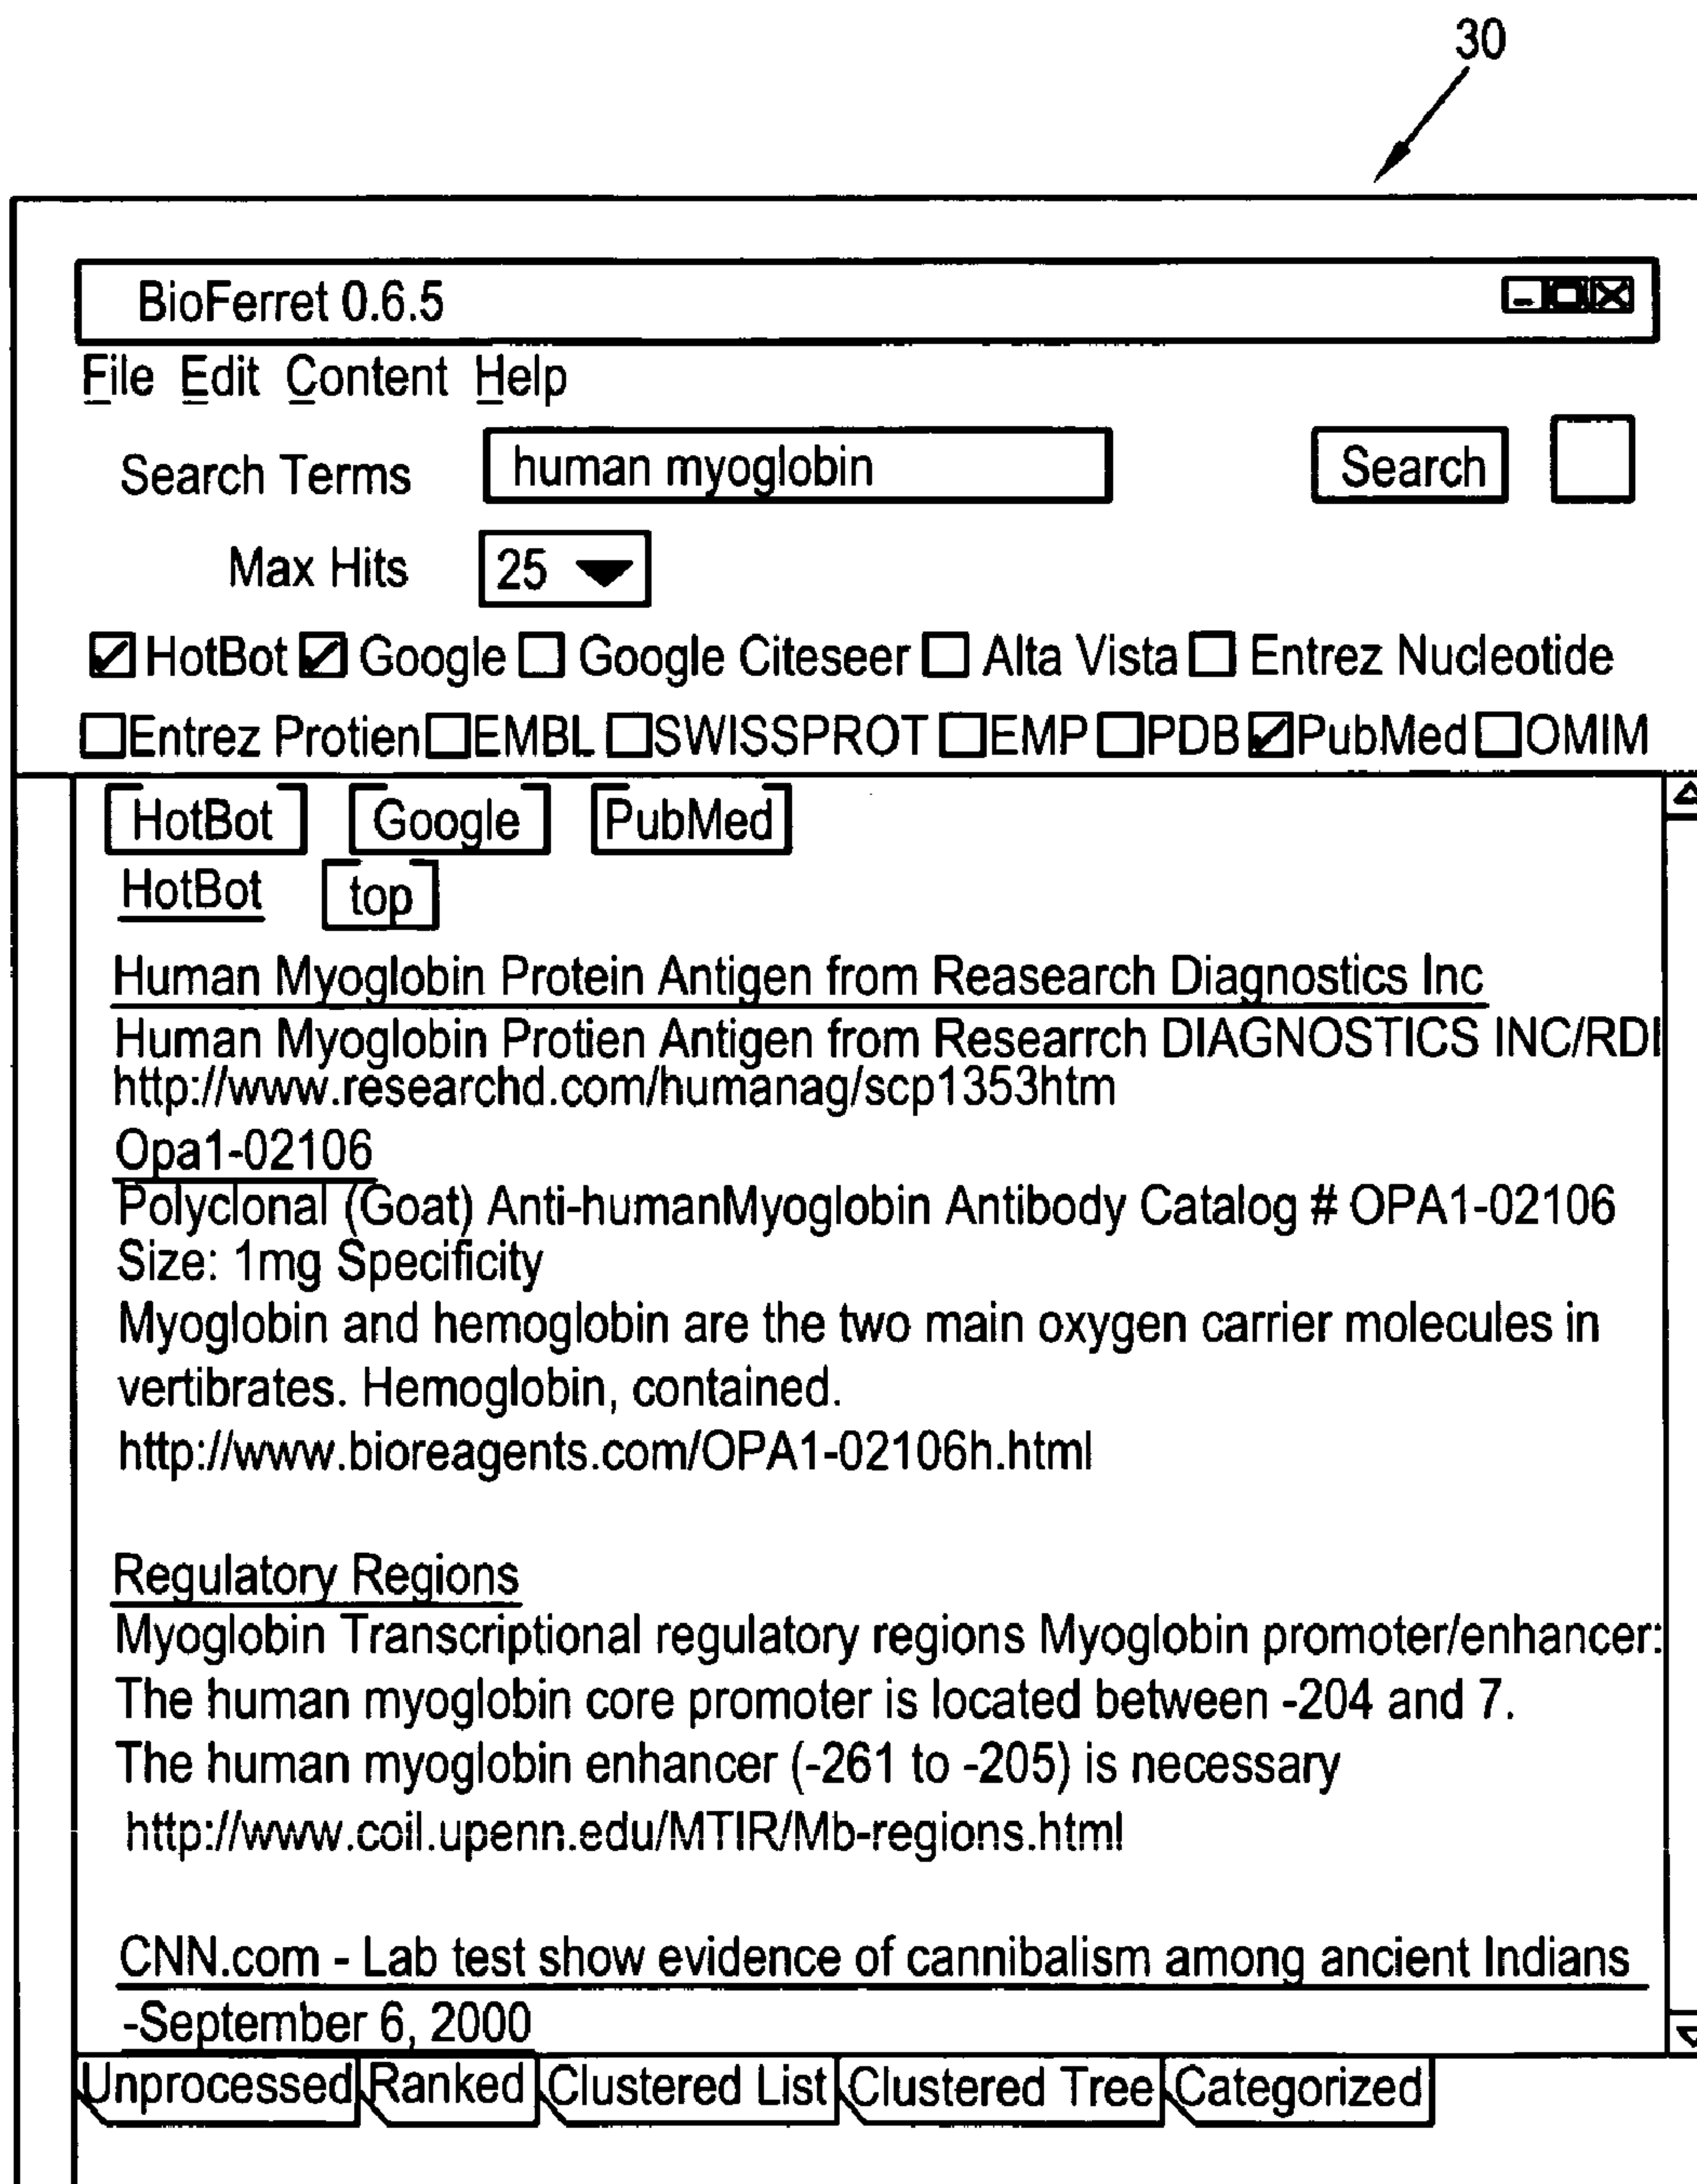 30
BioFerret 0.6.5
File Edit Content Help
Search Terms human myoglobin Search
Max Hits 25
HotBot Google Google Citeseer Alta Vista Entrez Nucleotide
Entrez Protien EMBL SWISSPROT EMP PDB PubMed OMIM
HotBot Google PubMed
HotBot top
Human Myoglobin Protein Antigen from Reasearch Diagnostics Inc
Human Myoglobin Protien Antigen from Researrch DIAGNOSTICS INC/RDI
http://www.researchd.com/humanag/scp1353htm
Opa1-02106
Polyclonal (Goat) Anti-humanMyoglobin Antibody Catalog # OPA1-02106
Size: 1mg Specificity
Myoglobin and hemoglobin are the two main oxygen carrier molecules in
vertibrates. Hemoglobin, contained.
http://www.bioreagents.com/OPA1-02106h.html
Regulatory Regions
Myoglobin Transcriptional regulatory regions Myoglobin promoter/enhancer:
The human myoglobin core promoter is located between -204 and 7.
The human myoglobin enhancer (-261 to -205) is necessary
http://www.coil.upenn.edu/MTIR/Mb-regions.html
CNN.com - Lab test show evidence of cannibalism among ancient Indians
-September 6, 2000
Unprocessed Ranked Clustered List Clustered Tree Categorized